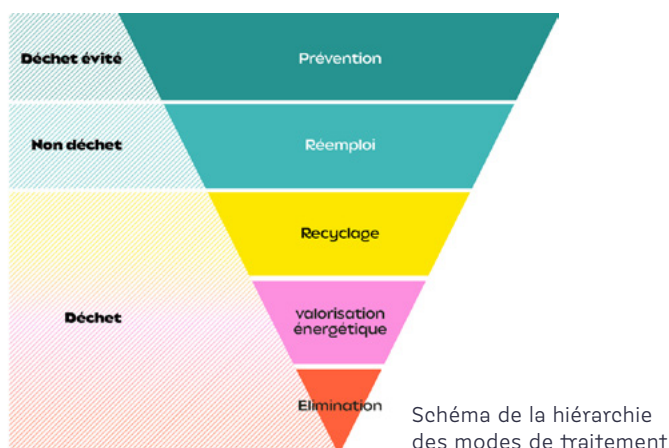 Déchet évité
Prévention
Non déchet
Réemploi
Recyclage
Déchet
valorisation
énergétique
Elimination
Schéma de la hiérarchie
des modes de traitement